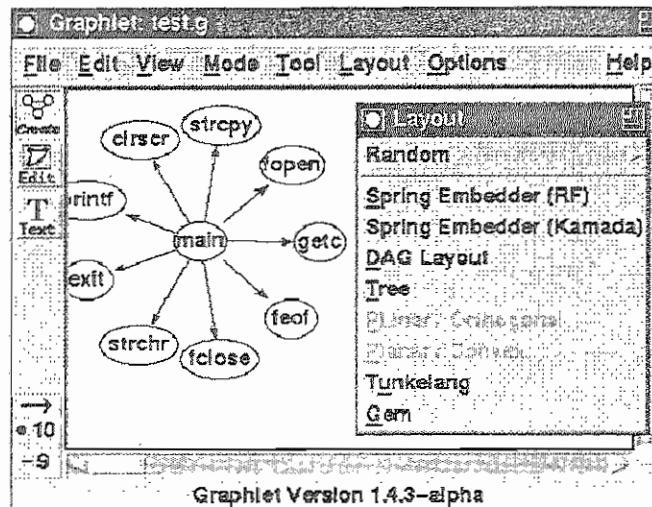 Graphlet: test.g
File Edit View Mode Tool Layout Options Help
Create
Edit
Text
clrscr
strcpy
fopen
rintf
main
getc
exit
feof
strchr
fclose
10
9
Layout
Random
Spring Embedder (RF)
Spring Embedder (Kamada)
DAG Layout
Tree
Tunkelang
Gem
Graphlet Version 1.4.3-alpha